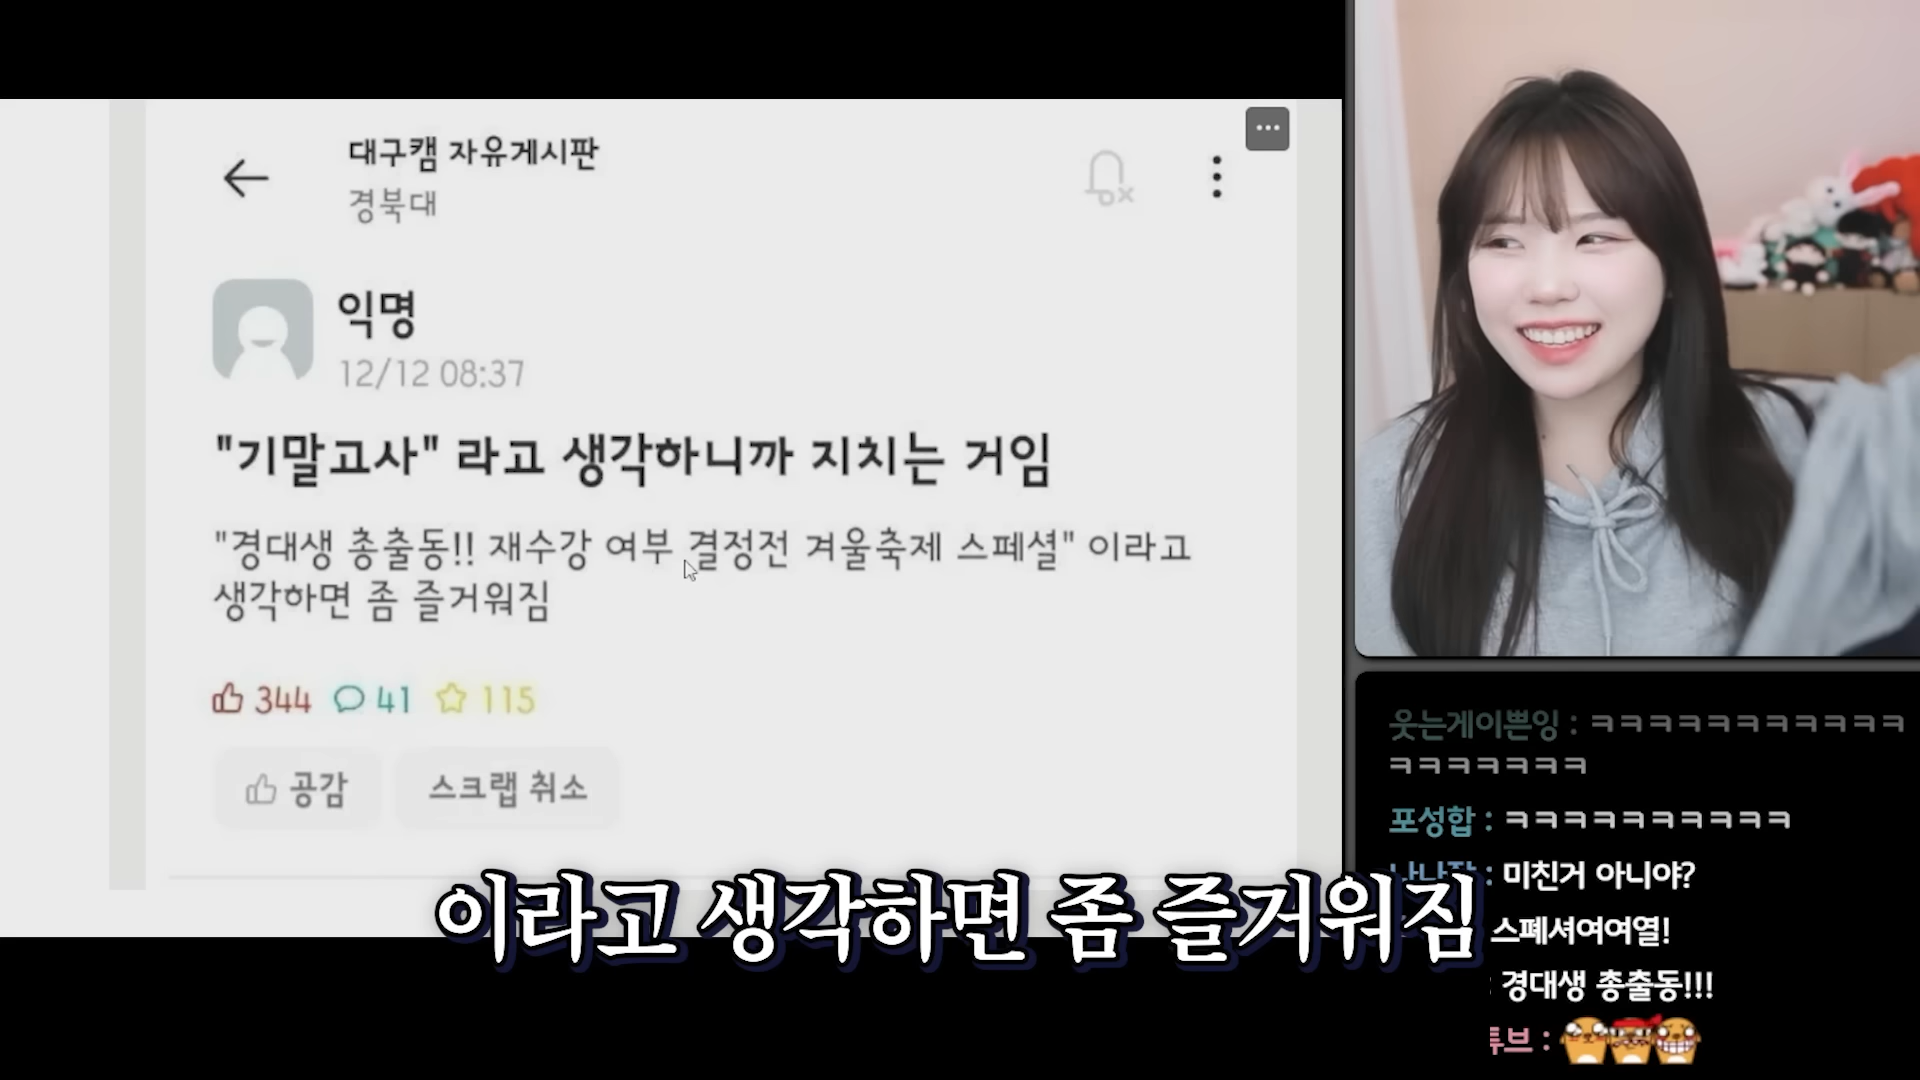 대구캠 자유게시판
경북대
익명
12/12 08:37
"기말고사" 라고 생각하니까 지치는 거임
"경대생 총출동!! 재수강 여부 결정전 겨울축제 스페셜" 이라고
생각하면 좀 즐거워짐
344 41 115
공감 스크랩 취소
이라고 생각하면 좀 즐거워짐
웃는게이쁜잉 : ㅋㅋㅋㅋㅋㅋㅋㅋㅋㅋㅋ
ㅋㅋㅋㅋㅋㅋㅋ
포성합 : ㅋㅋㅋㅋㅋㅋㅋㅋㅋㅋ
: 미친거 아니야?
스폐셔여여열!
: 경대생 총출동!!!
튜브 :